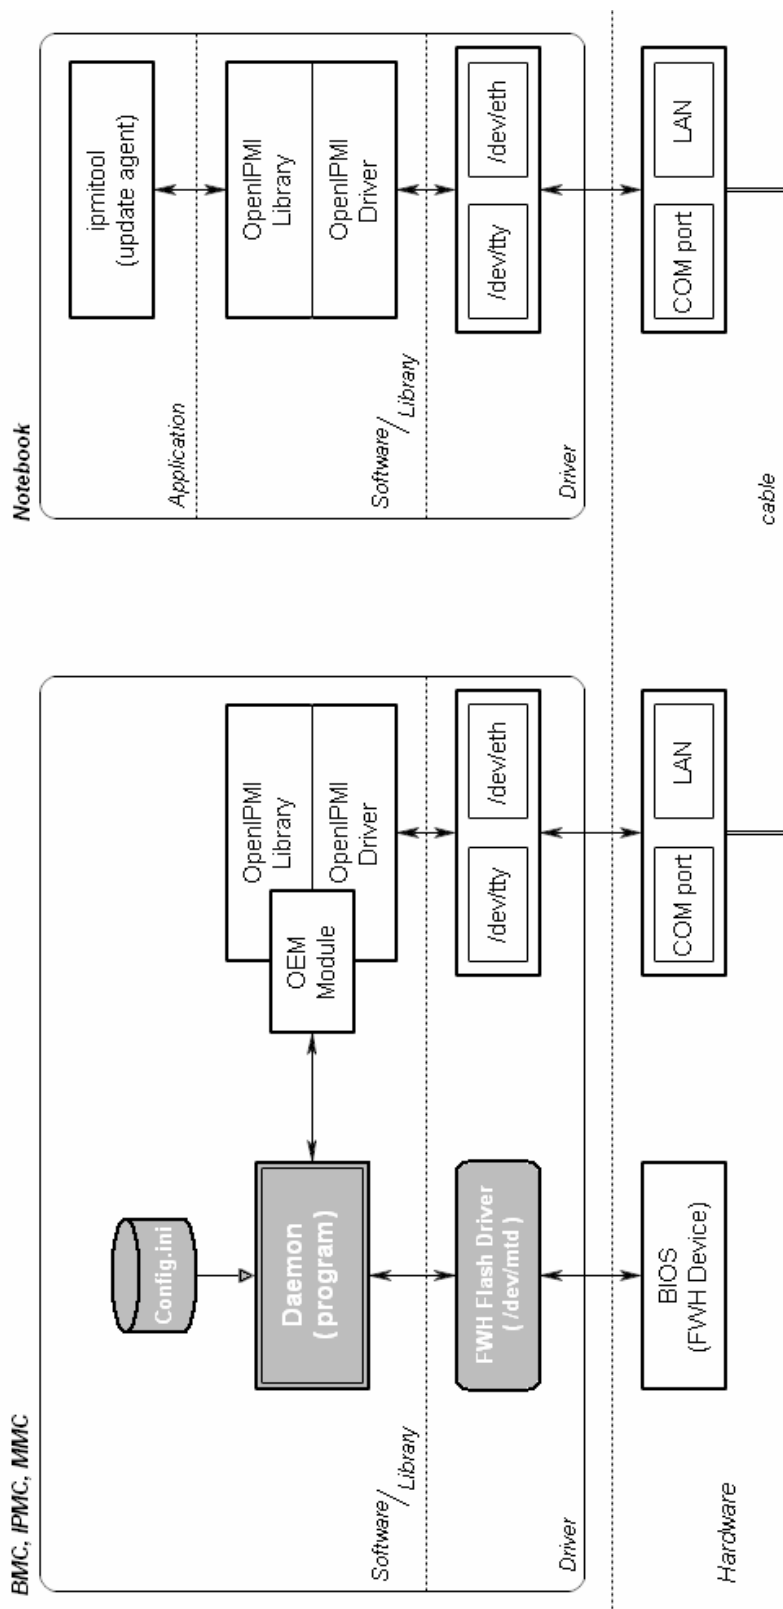 BMC, IPMC, MMC
Config.ini
Daemon
(program)
OEM
Module
OpenIPMI
Library
OpenIPMI
Driver
Software/Library
FWH Flash Driver
( /dev/mtd )
/dev/tty
/dev/eth
Driver
BIOS
(FWH Device)
COM port
LAN
Hardware
Notebook
ipmitool
(update agent)
Application
OpenIPMI
Library
OpenIPMI
Driver
Software/Library
/dev/tty
/dev/eth
Driver
COM port
LAN
cable